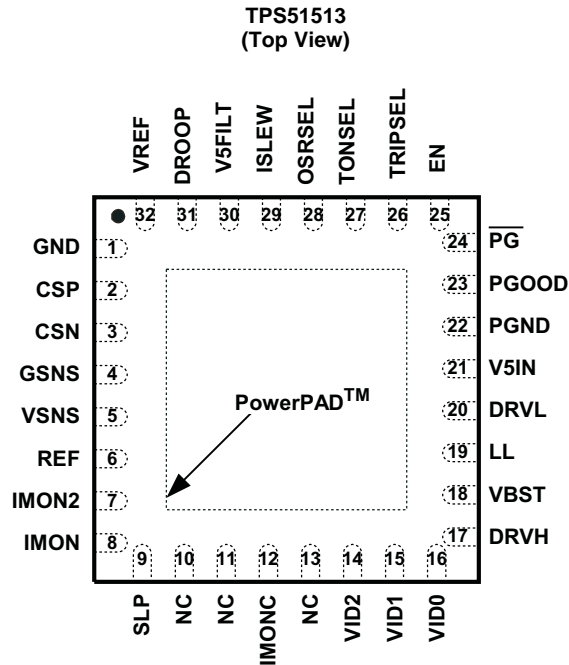 TPS51513
(Top View)
VREF
DROOP
V5FILT
ISLEW
OSRSEL
TONSEL
TRIPSEL
EN
32
31
30
29
28
27
26
25
GND 1
CSP 2
CSN 3
GSNS 4
VSNS 5
REF 6
IMON2 7
IMON 8
PowerPAD™
24 P̅G̅
23 PGOOD
22 PGND
21 V5IN
20 DRVL
19 LL
18 VBST
17 DRVH
9
10
11
12
13
14
15
16
SLP
NC
NC
IMONC
NC
VID2
VID1
VID0